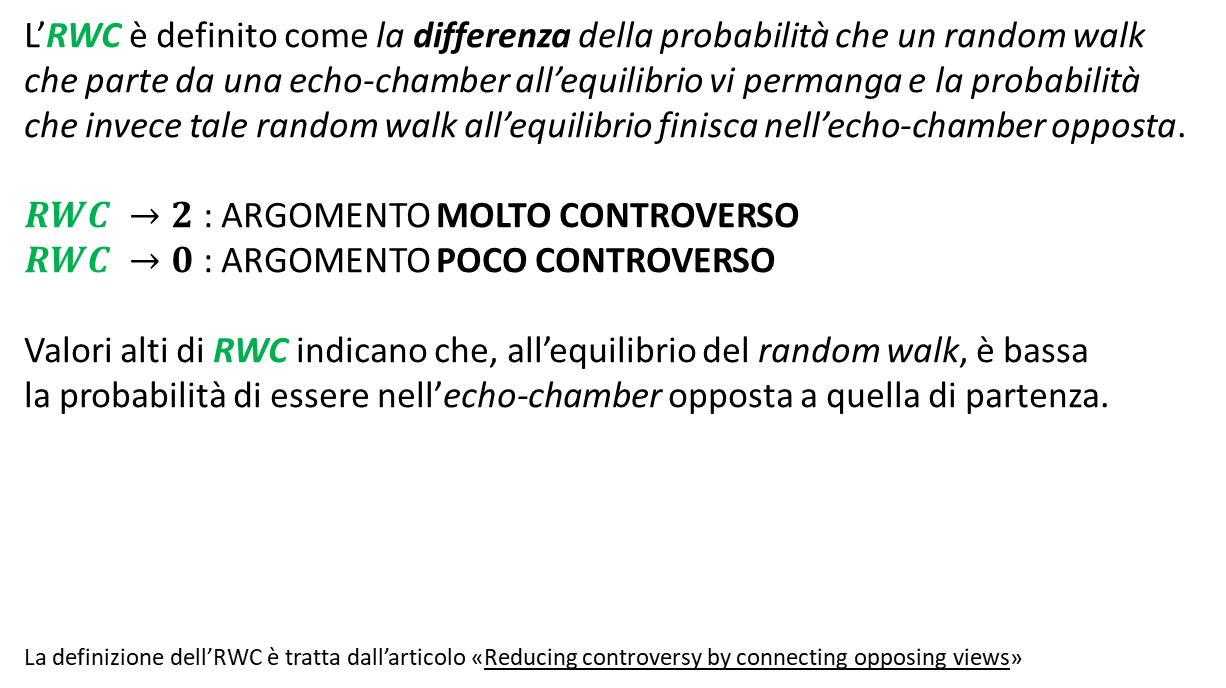 L’RWC è definito come la differenza della probabilità che un random walk
che parte da una echo-chamber all’equilibrio vi permanga e la probabilità
che invece tale random walk all’equilibrio finisca nell’echo-chamber opposta.
RWC → 2 : ARGOMENTO MOLTO CONTROVERSO
RWC → 0 : ARGOMENTO POCO CONTROVERSO
Valori alti di RWC indicano che, all’equilibrio del random walk, è bassa
la probabilità di essere nell’echo-chamber opposta a quella di partenza.
La definizione dell’RWC è tratta dall’articolo «Reducing controversy by connecting opposing views»